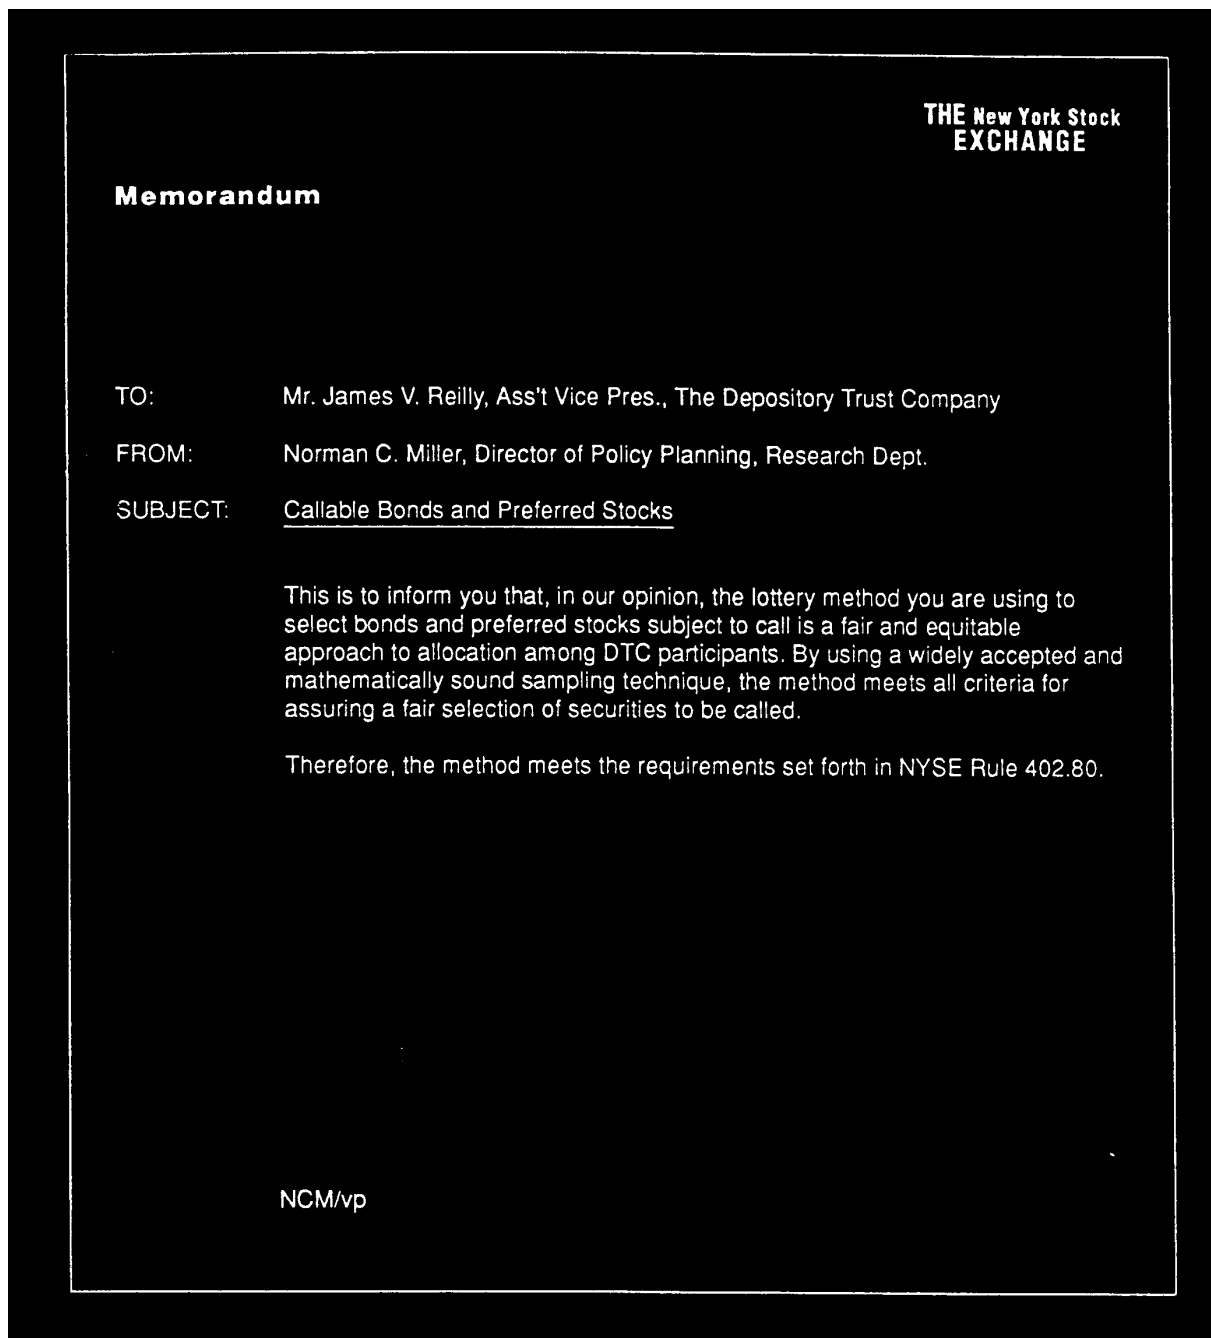 THE New York Stock
EXCHANGE
Memorandum
TO: Mr. James V. Reilly, Ass't Vice Pres., The Depository Trust Company
FROM: Norman C. Miller, Director of Policy Planning, Research Dept.
SUBJECT: Callable Bonds and Preferred Stocks
This is to inform you that, in our opinion, the lottery method you are using to
select bonds and preferred stocks subject to call is a fair and equitable
approach to allocation among DTC participants. By using a widely accepted and
mathematically sound sampling technique, the method meets all criteria for
assuring a fair selection of securities to be called.
Therefore, the method meets the requirements set forth in NYSE Rule 402.80.
NCM/vp